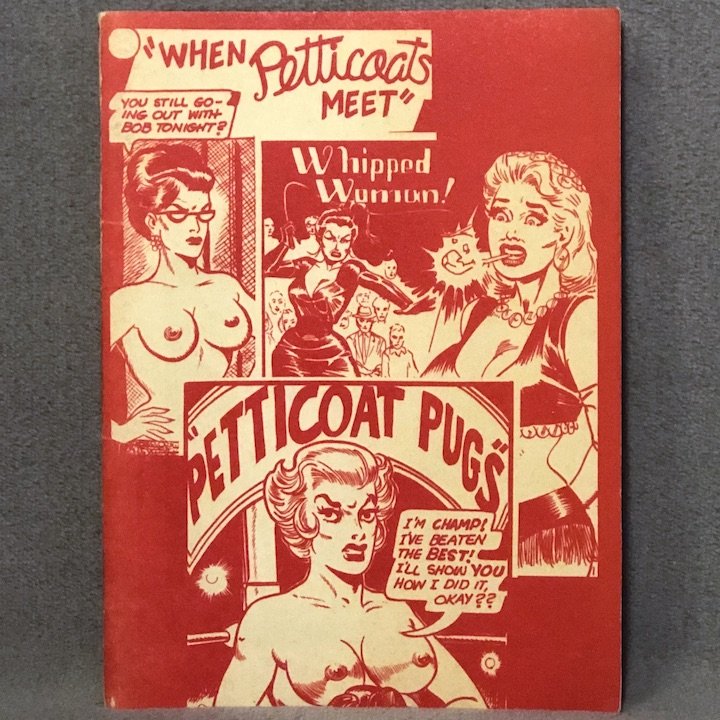 "WHEN
Petticoats
MEET"
YOU STILL GO-
ING OUT WITH
BOB TONIGHT?
Whipped
Woman!
"PETTICOAT PUGS"
I'M CHAMP!
I'VE BEATEN
THE BEST!
I'LL SHOW YOU
HOW I DID IT,
OKAY??